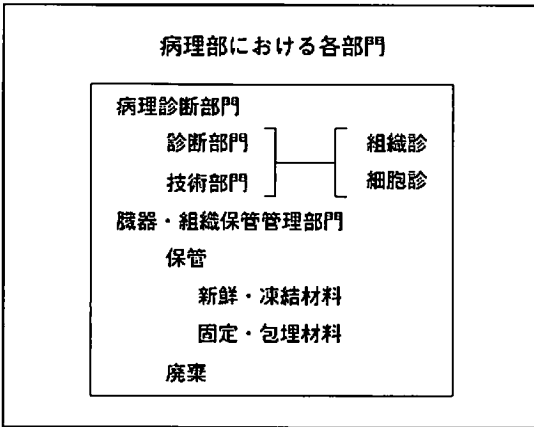 病理部における各部門
病理診断部門
診断部門 組織診
技術部門 細胞診
臓器・組織保管管理部門
保管
新鮮・凍結材料
固定・包埋材料
廃棄